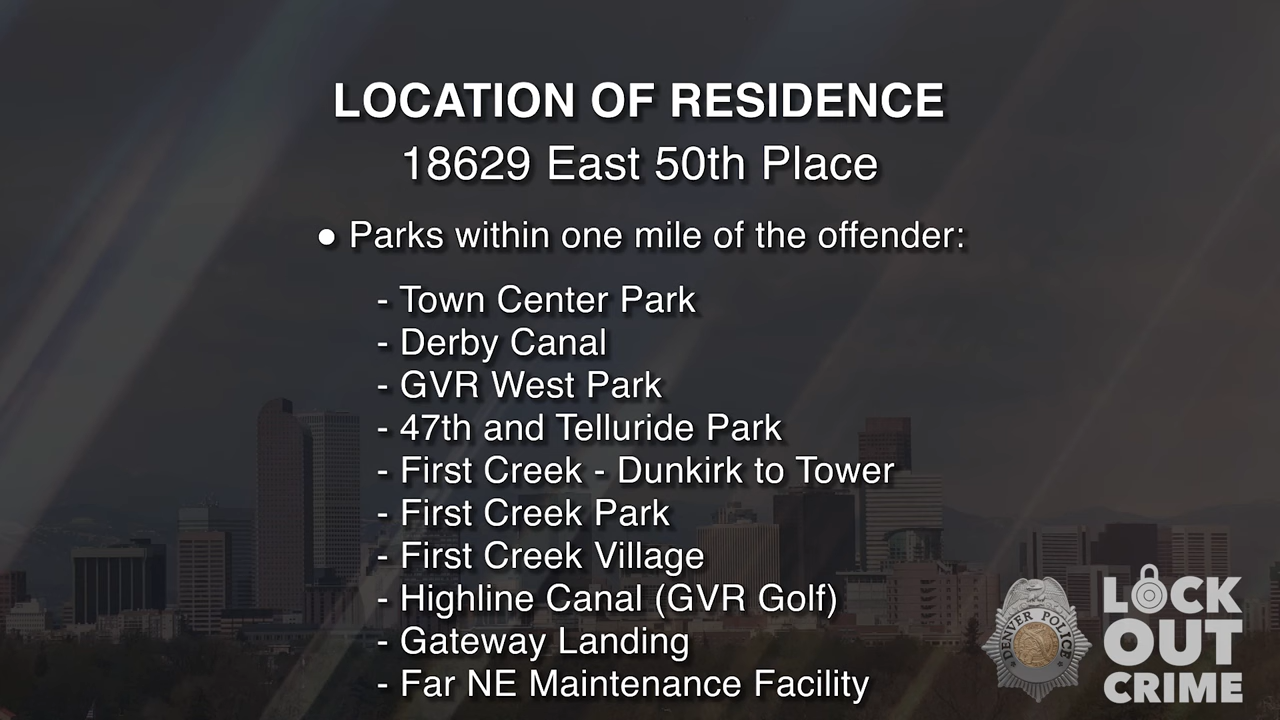 LOCATION OF RESIDENCE
18629 East 50th Place
● Parks within one mile of the offender:
- Town Center Park
- Derby Canal
- GVR West Park
- 47th and Telluride Park
- First Creek - Dunkirk to Tower
- First Creek Park
- First Creek Village
- Highline Canal (GVR Golf)
- Gateway Landing
- Far NE Maintenance Facility
DENVER POLICE
LOCK
OUT
CRIME